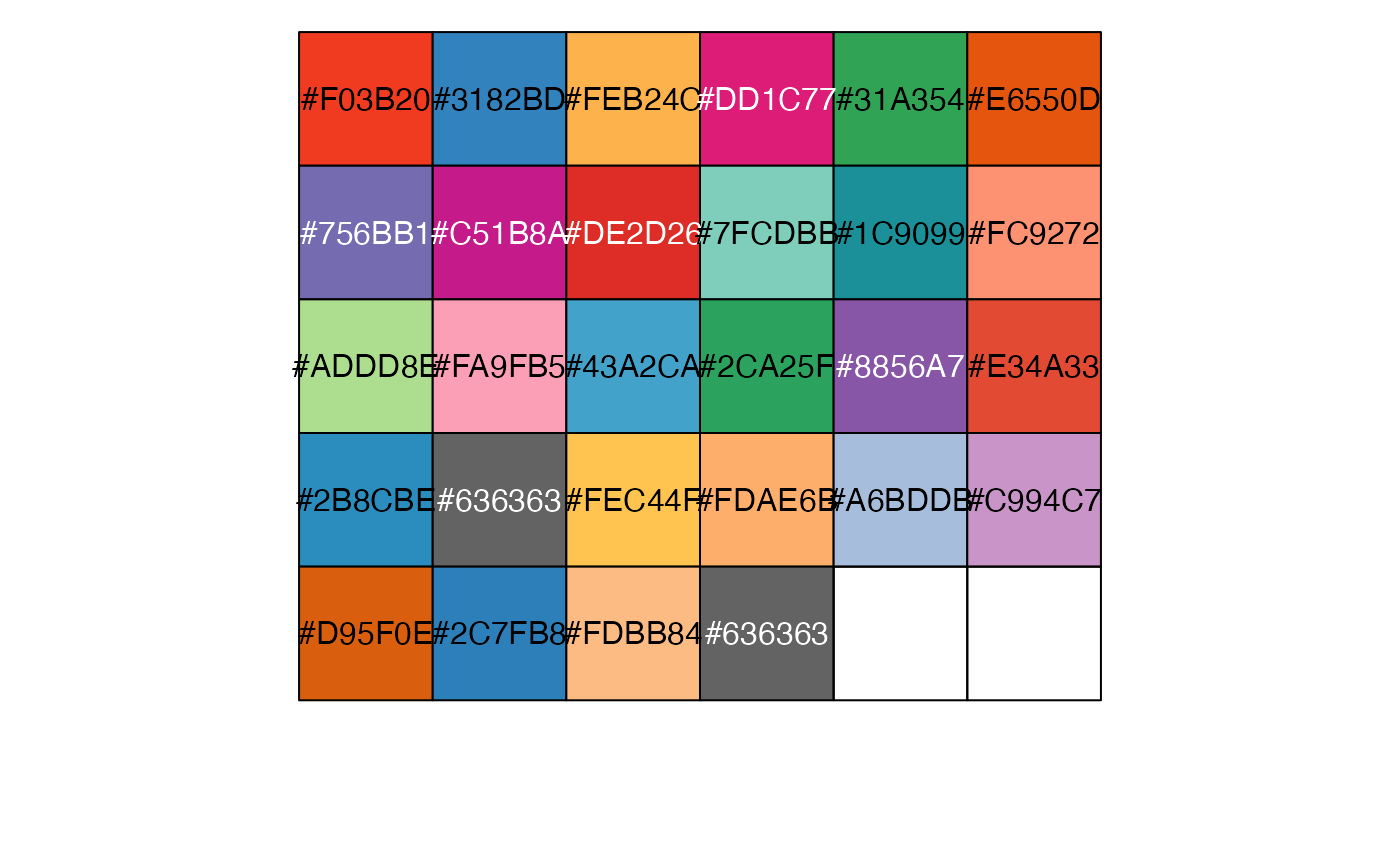 #F03B20 #3182BD #FEB24C #DD1C77 #31A354 #E6550D
#756BB1 #C51B8A #DE2D26 #7FCDBB #1C9099 #FC9272
#ADDD8E #FA9FB5 #43A2CA #2CA25F #8856A7 #E34A33
#2B8CBE #636363 #FEC44F #FDAE6B #A6BDDB #C994C7
#D95F0E #2C7FB8 #FDBB84 #636363